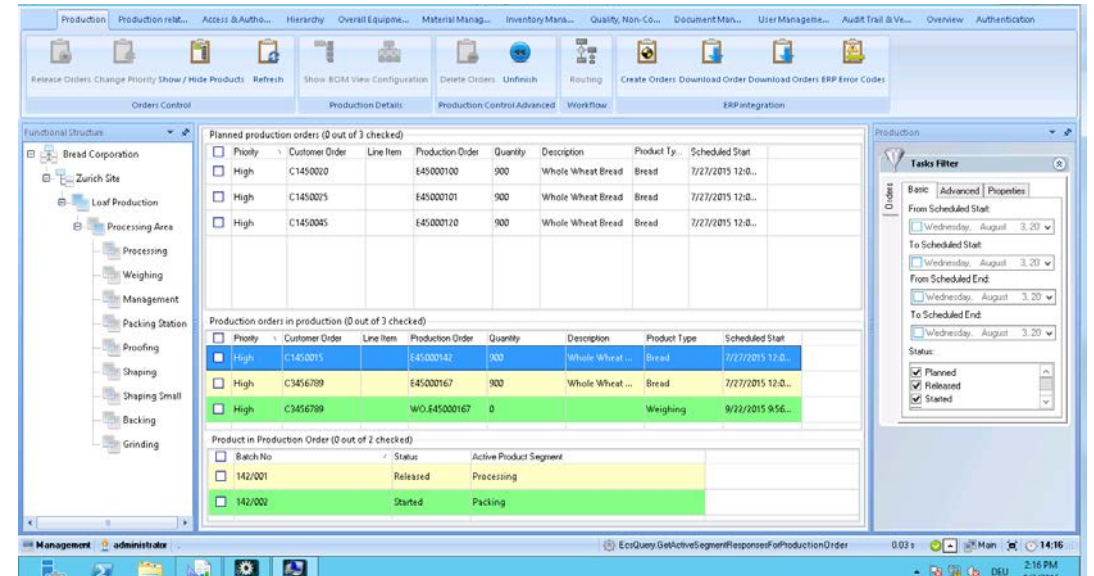 Production Production relat... Access & Autho... Hierarchy Overall Equipme... Material Manag... Inventory Mana... Quality, Non-Co... Document Man... User Manageme... Audit Trail & Ve... Overview Authentication
Release Orders Change Priority Show / Hide Products Refresh Show BOM View Configuration Delete Orders Unfinish Routing Create Orders Download Order Download Orders ERP Error Codes
Orders Control Production Details Production Control Advanced Workflow ERP integration
Functional Structure
Bread Corporation
Zurich Site
Loaf Production
Processing Area
Processing
Weighing
Management
Packing Station
Proofing
Shaping
Shaping Small
Backing
Grinding
Planned production orders (0 out of 3 checked)
Priority Customer Order Line Item Production Order Quantity Description Product Ty... Scheduled Start
High C1450020 E45000100 900 Whole Wheat Bread Bread 7/27/2015 12:0...
High C1450025 E45000101 900 Whole Wheat Bread Bread 7/27/2015 12:0...
High C1450045 E45000120 900 Whole Wheat Bread Bread 7/27/2015 12:0...
Production orders in production (0 out of 3 checked)
Priority Customer Order Line Item Production Order Quantity Description Product Type Scheduled Start
High C1450015 E45000142 900 Whole Wheat ... Bread 7/27/2015 12:0...
High C3456789 E45000167 900 Whole Wheat ... Bread 7/27/2015 12:0...
High C3456789 WO.E45000167 0 Weighing 9/22/2015 9:56...
Product in Production Order (0 out of 2 checked)
Batch No Status Active Product Segment
142/001 Released Processing
142/002 Started Packing
Production
Tasks Filter
Orders
Basic Advanced Properties
From Scheduled Start:
Wednesday, August 3, 20
To Scheduled Start:
Wednesday, August 3, 20
From Scheduled End:
Wednesday, August 3, 20
To Scheduled End:
Wednesday, August 3, 20
Status:
Planned
Released
Started
Management administrator EcsQuery.GetActiveSegmentResponsesForProductionOrder 0.03 s Main 14:16
DEU 2:16 PM